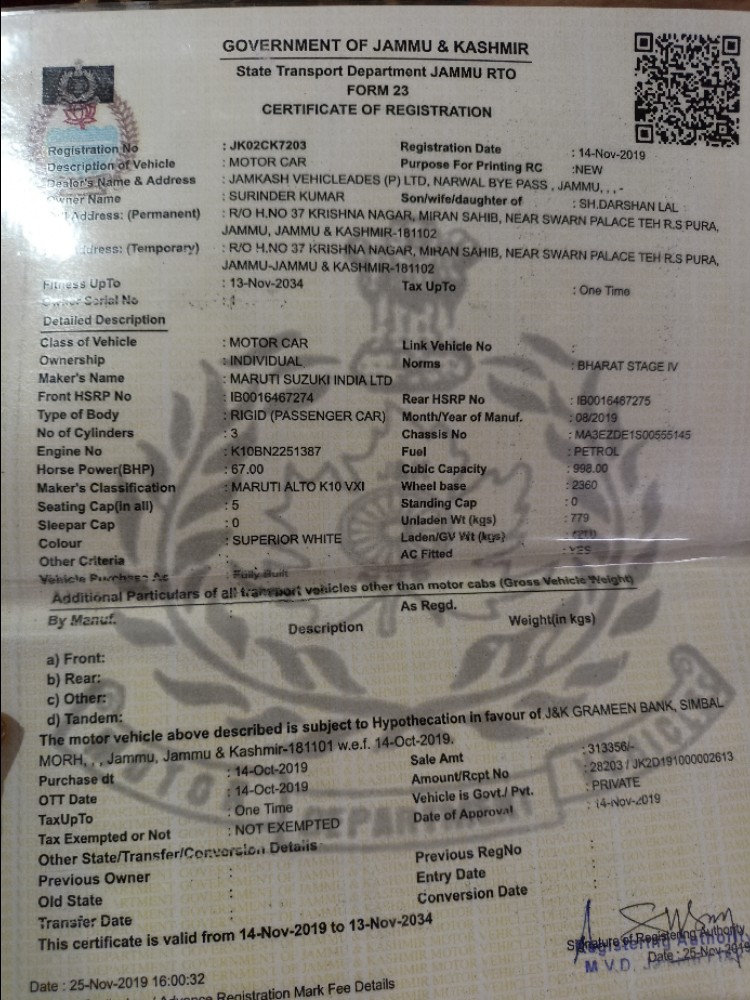 GOVERNMENT OF JAMMU & KASHMIR
State Transport Department JAMMU RTO
FORM 23
CERTIFICATE OF REGISTRATION
Registration No : JK02CK7203 Registration Date : 14-Nov-2019
Description of Vehicle : MOTOR CAR Purpose For Printing RC :NEW
Dealer's Name & Address : JAMKASH VEHICLEADES (P) LTD, NARWAL BYE PASS , JAMMU, , , -
Owner Name : SURINDER KUMAR Son/wife/daughter of : SH.DARSHAN LAL
Address: (Permanent) : R/O H.NO 37 KRISHNA NAGAR, MIRAN SAHIB, NEAR SWARN PALACE TEH R.S PURA,
JAMMU, JAMMU & KASHMIR-181102
Address: (Temporary) : R/O H.NO 37 KRISHNA NAGAR, MIRAN SAHIB, NEAR SWARN PALACE TEH R.S PURA,
JAMMU-JAMMU & KASHMIR-181102
Fitness UpTo : 13-Nov-2034 Tax UpTo : One Time
Owner Serial No : 1
Detailed Description
Class of Vehicle : MOTOR CAR Link Vehicle No :
Ownership : INDIVIDUAL Norms : BHARAT STAGE IV
Maker's Name : MARUTI SUZUKI INDIA LTD
Front HSRP No : IB0016467274 Rear HSRP No : IB0016467275
Type of Body : RIGID (PASSENGER CAR) Month/Year of Manuf. : 08/2019
No of Cylinders : 3 Chassis No : MA3EZDE1S00555145
Engine No : K10BN2251387 Fuel : PETROL
Horse Power(BHP) : 67.00 Cubic Capacity : 998.00
Maker's Classification : MARUTI ALTO K10 VXI Wheel base : 2360
Seating Cap(in all) : 5 Standing Cap : 0
Sleepar Cap : 0 Unladen Wt (kgs) : 779
Colour : SUPERIOR WHITE Laden/GV Wt (kgs) :
Other Criteria : AC Fitted : YES
Vehicle Purchase As : Fully Built
Additional Particulars of all transport vehicles other than motor cabs (Gross Vehicle Weight)
By Manuf. : As Regd. :
Description Weight(in kgs)
a) Front:
b) Rear:
c) Other:
d) Tandem:
The motor vehicle above described is subject to Hypothecation in favour of J&K GRAMEEN BANK, SIMBAL
MORH, , , Jammu, Jammu & Kashmir-181101 w.e.f. 14-Oct-2019.
Purchase dt : 14-Oct-2019 Sale Amt : 313356/-
OTT Date : 14-Oct-2019 Amount/Rcpt No : 28203 / JK2D191000002613
TaxUpTo : One Time Vehicle is Govt./ Pvt. : PRIVATE
Tax Exempted or Not : NOT EXEMPTED Date of Approval : 14-Nov-2019
Other State/Transfer/Conversion Details
Previous Owner : Previous RegNo :
Old State : Entry Date :
Transfer Date : Conversion Date :
This certificate is valid from 14-Nov-2019 to 13-Nov-2034
Signature of Registering Authority
Registering Authority
Date : 25-Nov-2019
M.V.D.
Date : 25-Nov-2019 16:00:32
Advance Registration Mark Fee Details